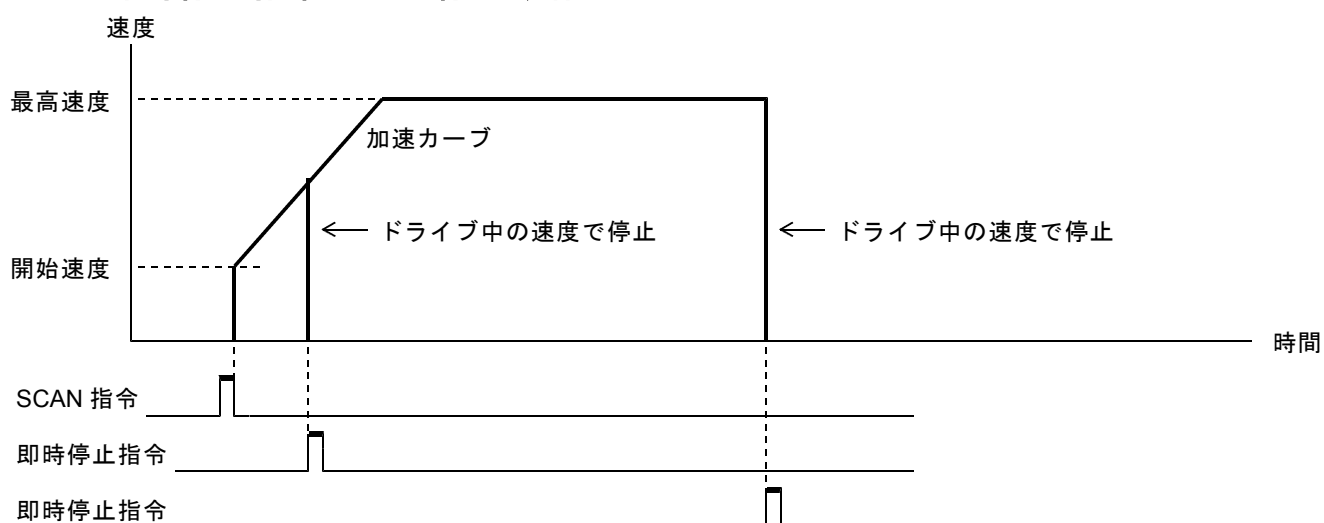 速度
最高速度
加速カーブ
ドライブ中の速度で停止
ドライブ中の速度で停止
開始速度
時間
SCAN 指令
即時停止指令
即時停止指令